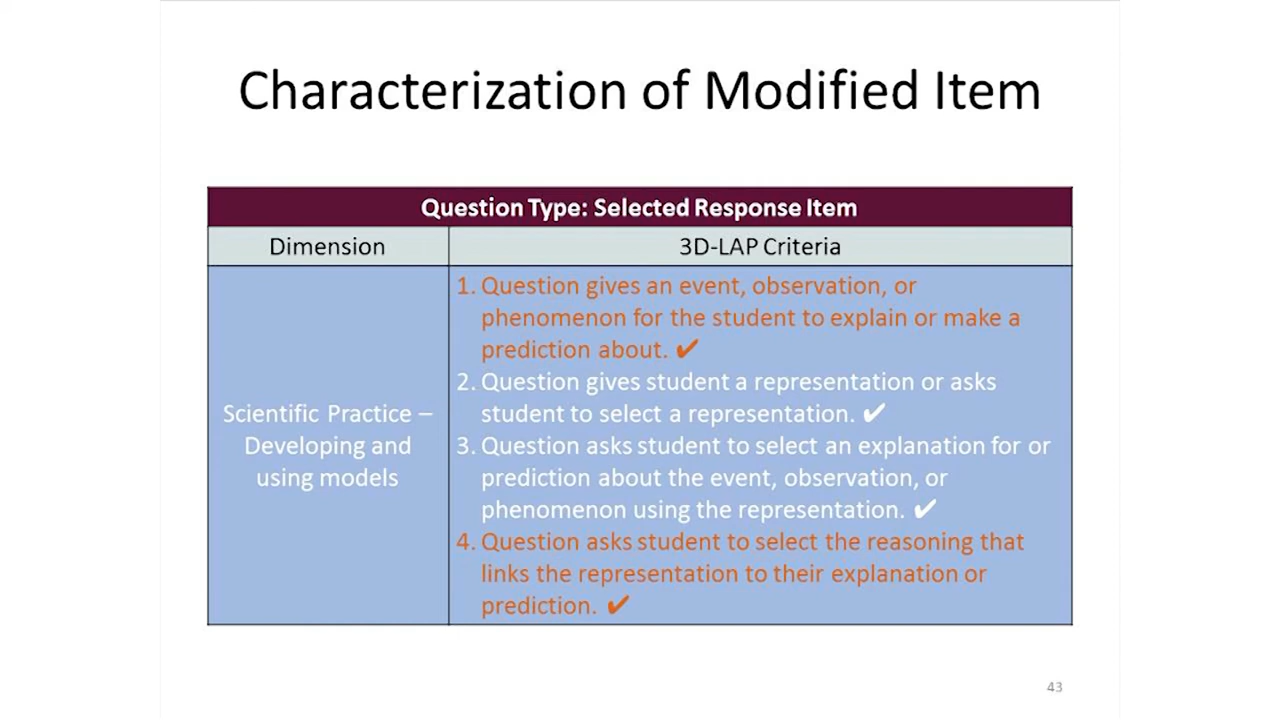 Characterization of Modified Item
Question Type: Selected Response Item
Dimension
3D-LAP Criteria
Scientific Practice –
Developing and
using models
1. Question gives an event, observation, or
phenomenon for the student to explain or make a
prediction about. ✔
2. Question gives student a representation or asks
student to select a representation. ✔
3. Question asks student to select an explanation for or
prediction about the event, observation, or
phenomenon using the representation. ✔
4. Question asks student to select the reasoning that
links the representation to their explanation or
prediction. ✔
43